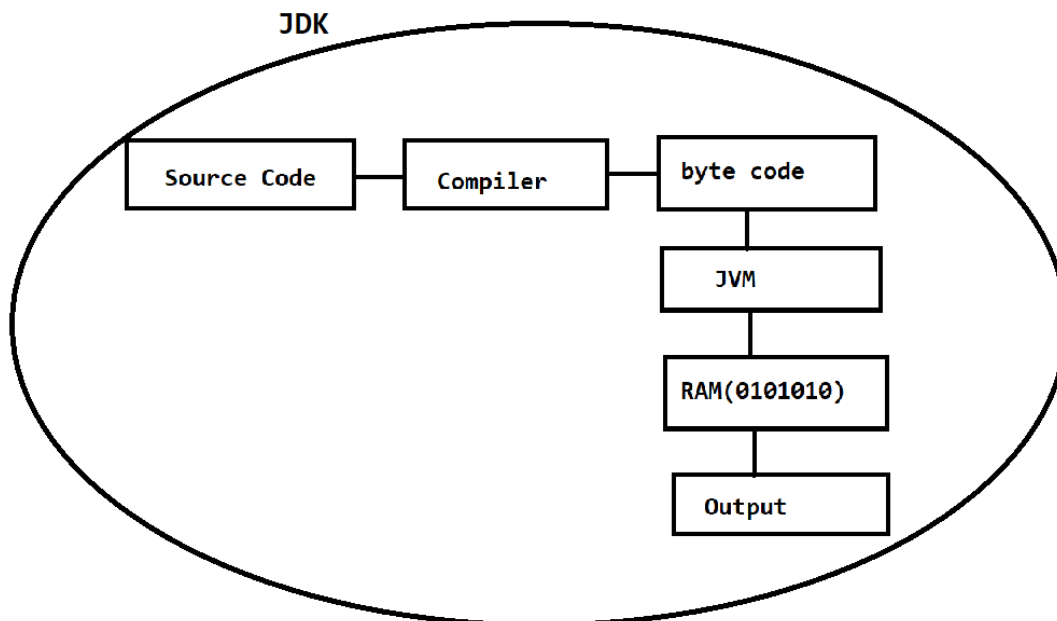 JDK
Source Code
Compiler
byte code
JVM
RAM(0101010)
Output